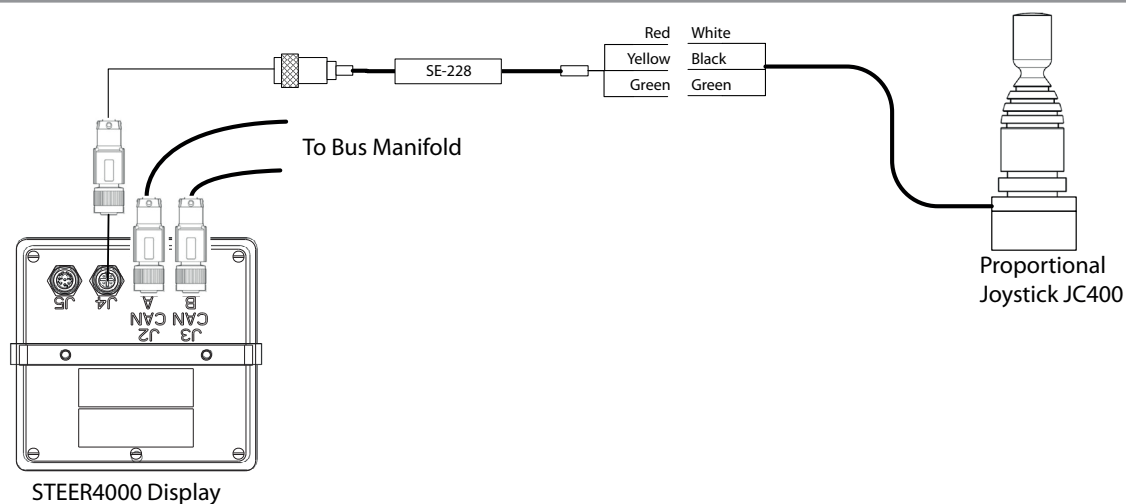 Red White
SE-228
Yellow Black
Green Green
To Bus Manifold
J5
J4
A
CAN
J2
B
CAN
J3
Proportional
Joystick JC400
STEER4000 Display